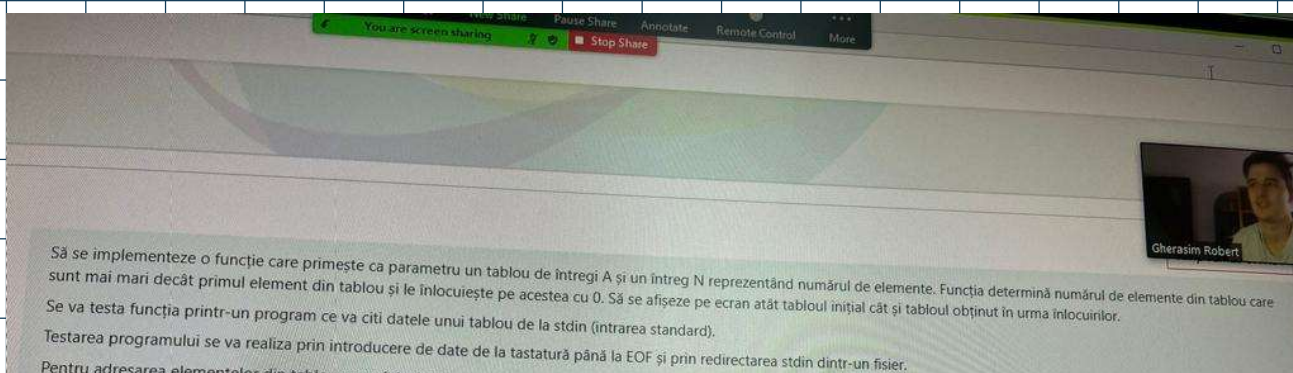 New Share Pause Share Annotate Remote Control More
You are screen sharing Stop Share
Gherasim Robert
Să se implementeze o funcție care primește ca parametru un tablou de întregi A și un întreg N reprezentând numărul de elemente. Funcția determină numărul de elemente din tablou care
sunt mai mari decât primul element din tablou și le înlocuiește pe acestea cu 0. Să se afișeze pe ecran atât tabloul inițial cât și tabloul obținut în urma înlocuirilor.
Se va testa funcția printr-un program ce va citi datele unui tablou de la stdin (intrarea standard).
Testarea programului se va realiza prin introducere de date de la tastatură până la EOF și prin redirectarea stdin dintr-un fisier.
Pentru adresarea elementelor din